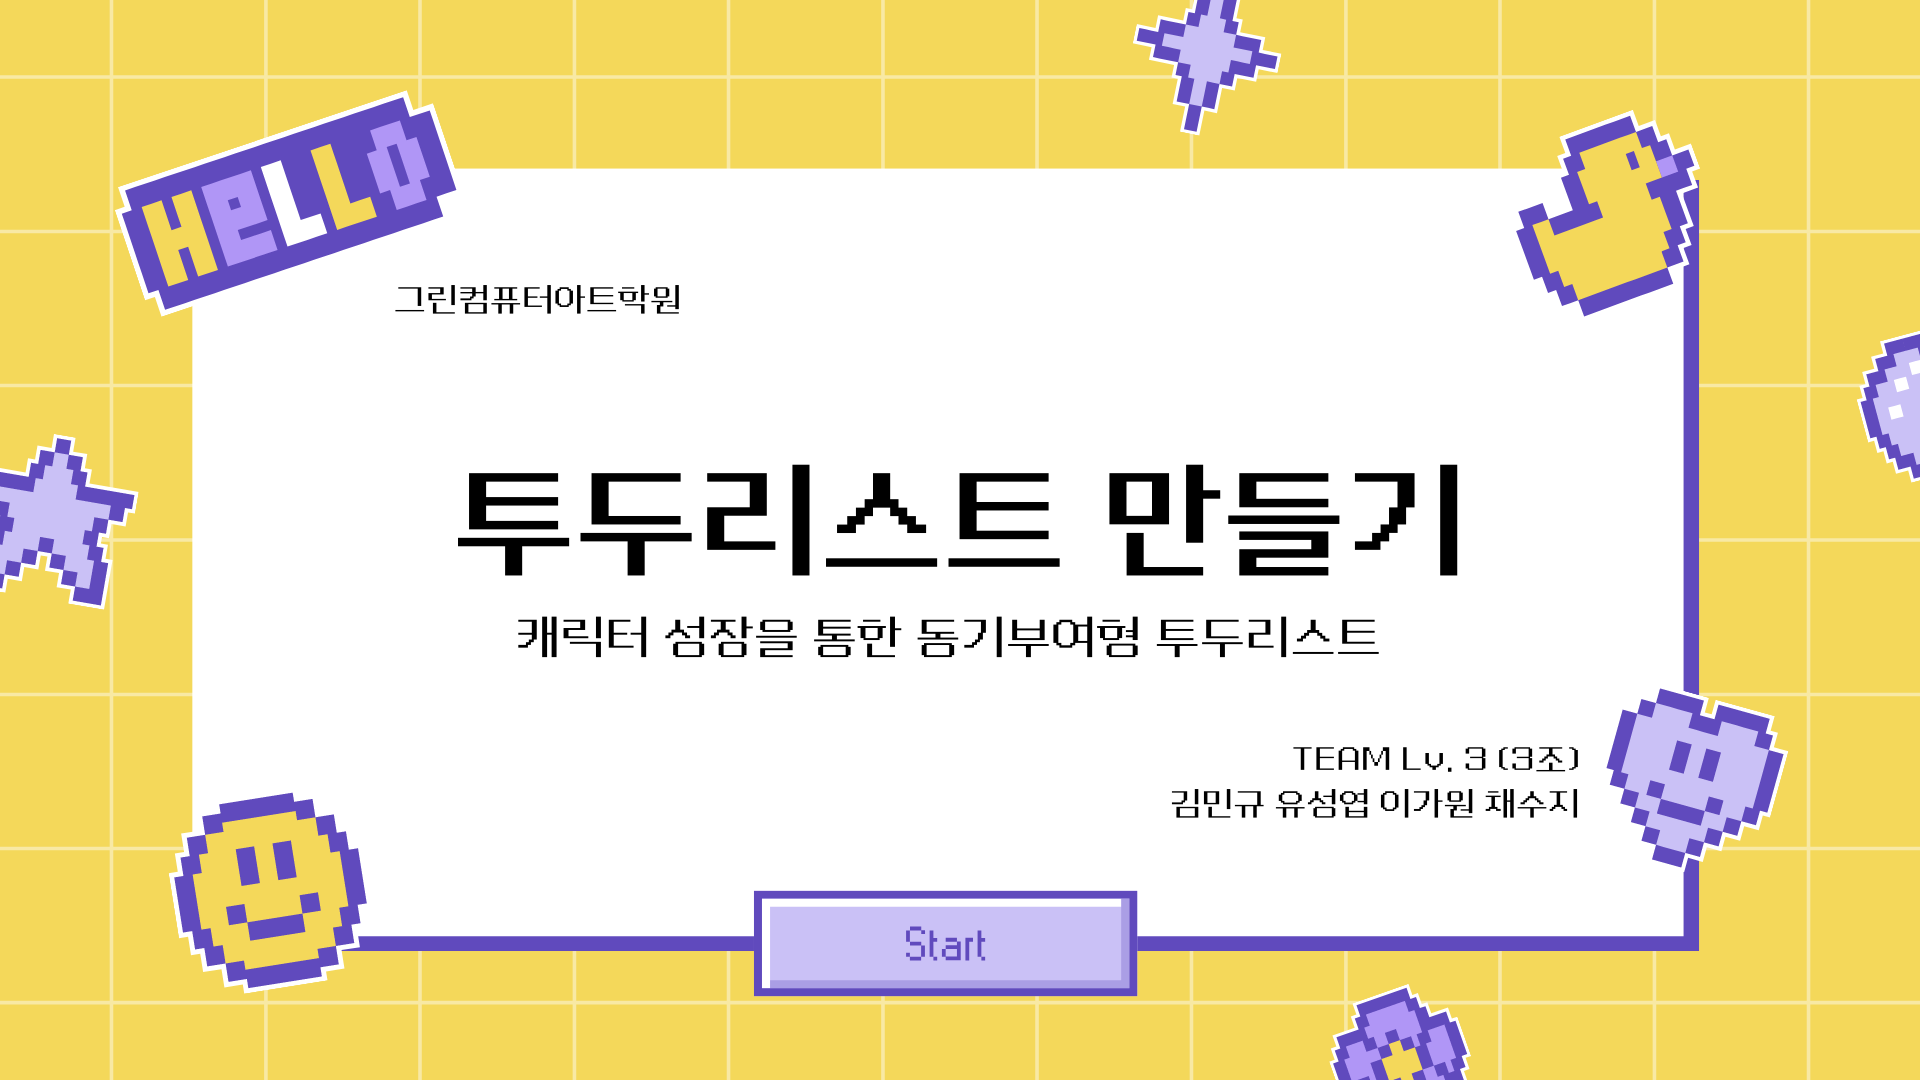 HeLLO
그린컴퓨터아트학원
투두리스트 만들기
캐릭터 성장을 통한 동기부여형 투두리스트
TEAM Lv. 3 (3조)
김민규 유성엽 이가원 채수지
Start